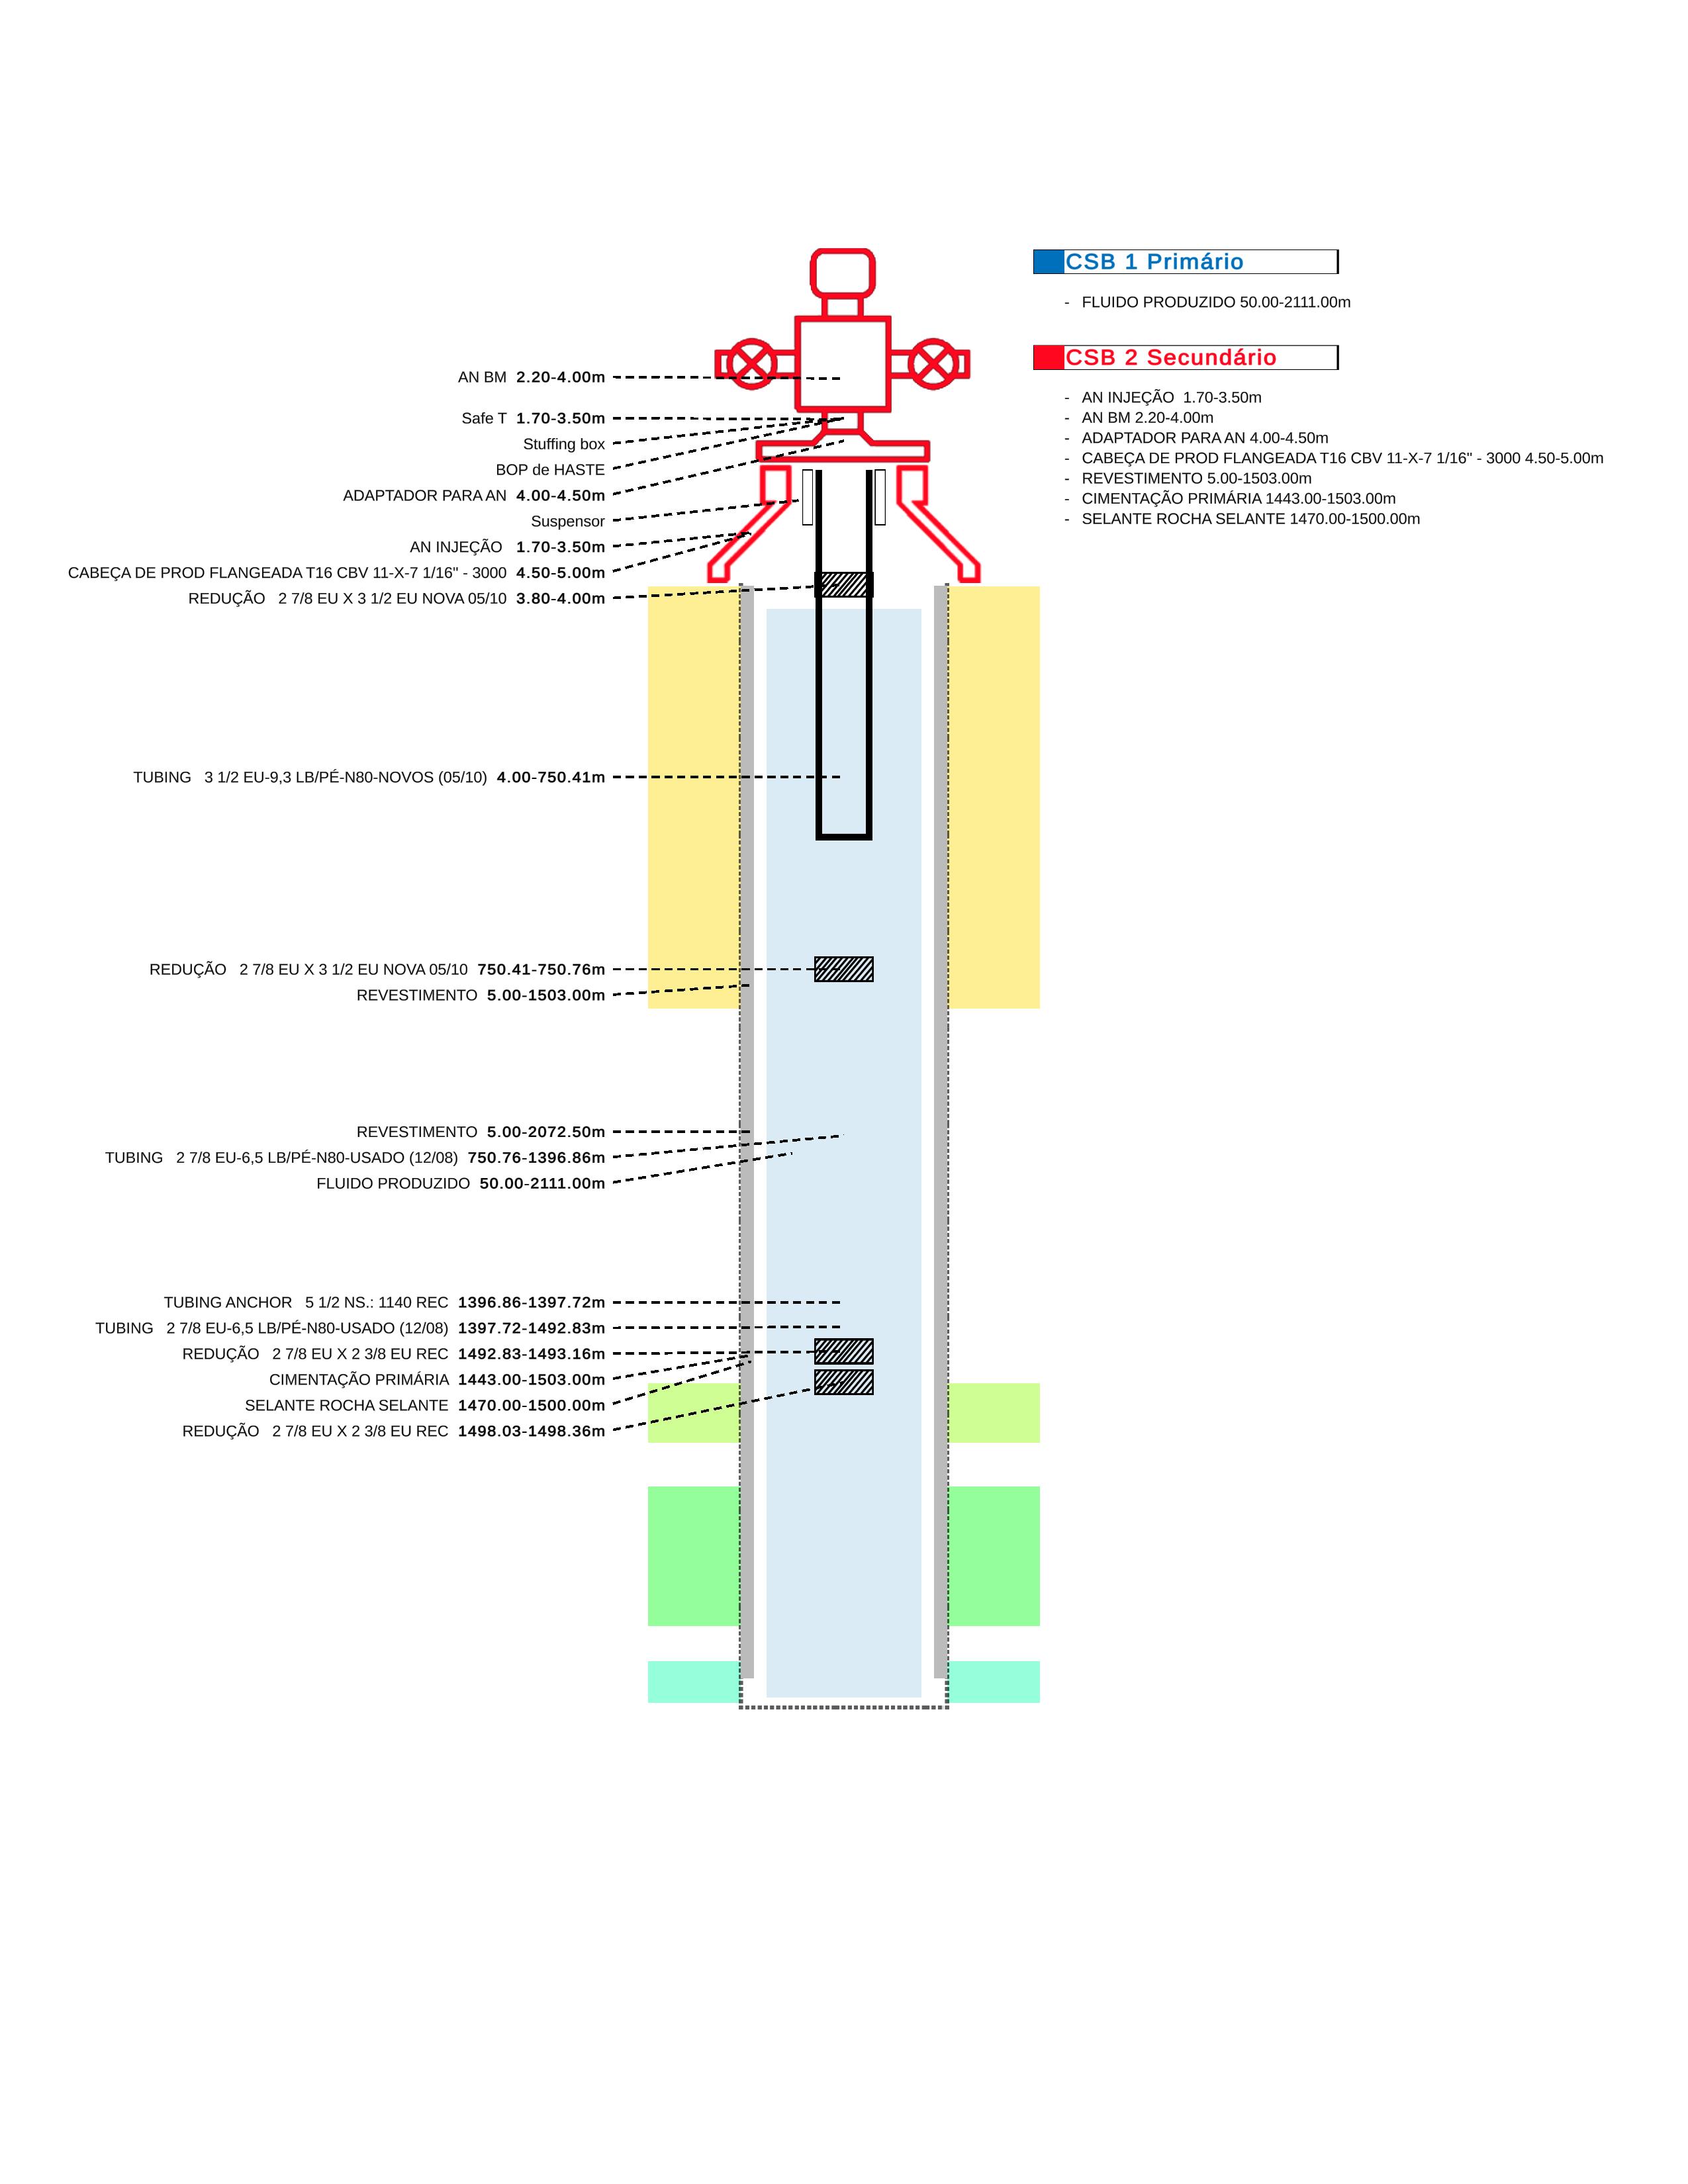 CSB 1 Primário
- FLUIDO PRODUZIDO 50.00-2111.00m
CSB 2 Secundário
- AN INJEÇÃO 1.70-3.50m
- AN BM 2.20-4.00m
- ADAPTADOR PARA AN 4.00-4.50m
- CABEÇA DE PROD FLANGEADA T16 CBV 11-X-7 1/16" - 3000 4.50-5.00m
- REVESTIMENTO 5.00-1503.00m
- CIMENTAÇÃO PRIMÁRIA 1443.00-1503.00m
- SELANTE ROCHA SELANTE 1470.00-1500.00m
AN BM 2.20-4.00m
Safe T 1.70-3.50m
Stuffing box
BOP de HASTE
ADAPTADOR PARA AN 4.00-4.50m
Suspensor
AN INJEÇÃO 1.70-3.50m
CABEÇA DE PROD FLANGEADA T16 CBV 11-X-7 1/16" - 3000 4.50-5.00m
REDUÇÃO 2 7/8 EU X 3 1/2 EU NOVA 05/10 3.80-4.00m
TUBING 3 1/2 EU-9,3 LB/PÉ-N80-NOVOS (05/10) 4.00-750.41m
REDUÇÃO 2 7/8 EU X 3 1/2 EU NOVA 05/10 750.41-750.76m
REVESTIMENTO 5.00-1503.00m
REVESTIMENTO 5.00-2072.50m
TUBING 2 7/8 EU-6,5 LB/PÉ-N80-USADO (12/08) 750.76-1396.86m
FLUIDO PRODUZIDO 50.00-2111.00m
TUBING ANCHOR 5 1/2 NS.: 1140 REC 1396.86-1397.72m
TUBING 2 7/8 EU-6,5 LB/PÉ-N80-USADO (12/08) 1397.72-1492.83m
REDUÇÃO 2 7/8 EU X 2 3/8 EU REC 1492.83-1493.16m
CIMENTAÇÃO PRIMÁRIA 1443.00-1503.00m
SELANTE ROCHA SELANTE 1470.00-1500.00m
REDUÇÃO 2 7/8 EU X 2 3/8 EU REC 1498.03-1498.36m